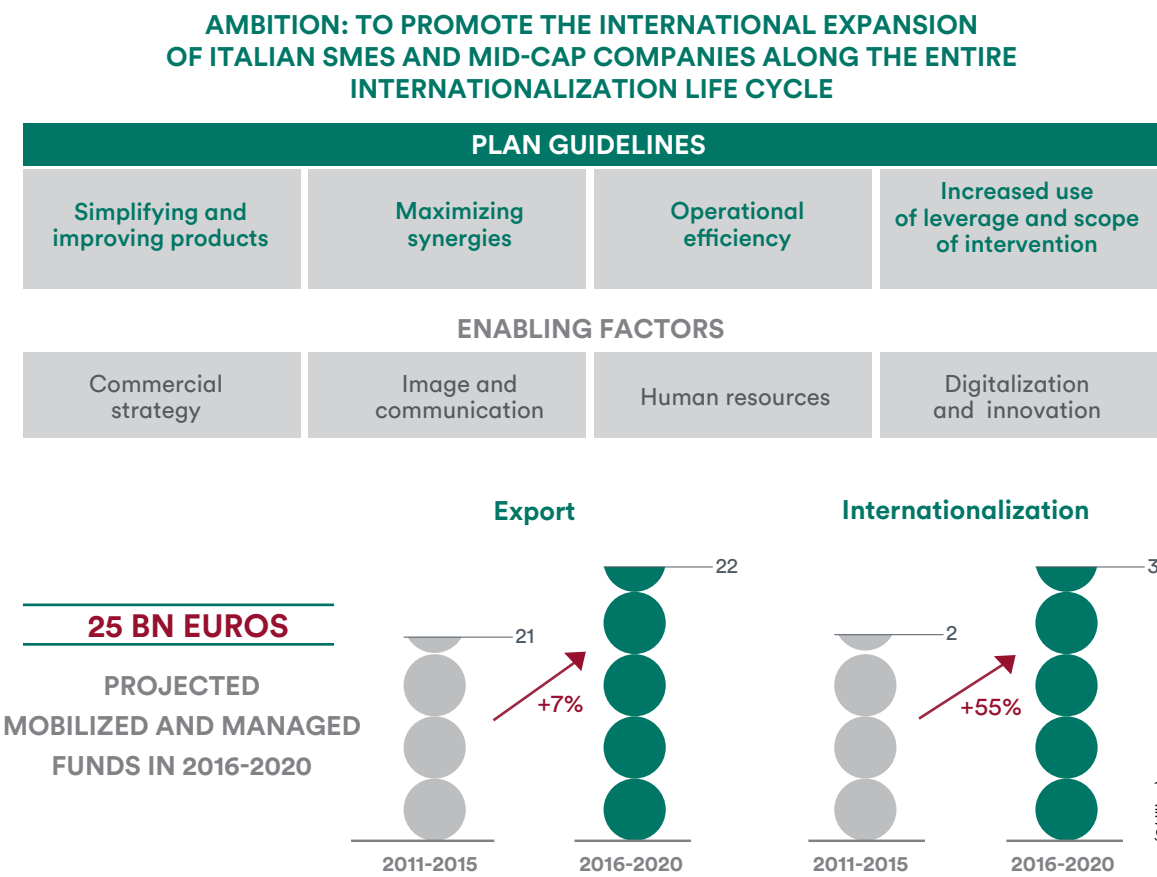 AMBITION: TO PROMOTE THE INTERNATIONAL EXPANSION
OF ITALIAN SMES AND MID-CAP COMPANIES ALONG THE ENTIRE
INTERNATIONALIZATION LIFE CYCLE
PLAN GUIDELINES
Simplifying and
improving products
Maximizing
synergies
Operational
efficiency
Increased use
of leverage and scope
of intervention
ENABLING FACTORS
Commercial
strategy
Image and
communication
Human resources
Digitalization
and innovation
25 BN EUROS
PROJECTED
MOBILIZED AND MANAGED
FUNDS IN 2016-2020
Export
21
+7%
22
2011-2015
2016-2020
Internationalization
2
+55%
3
2011-2015
2016-2020